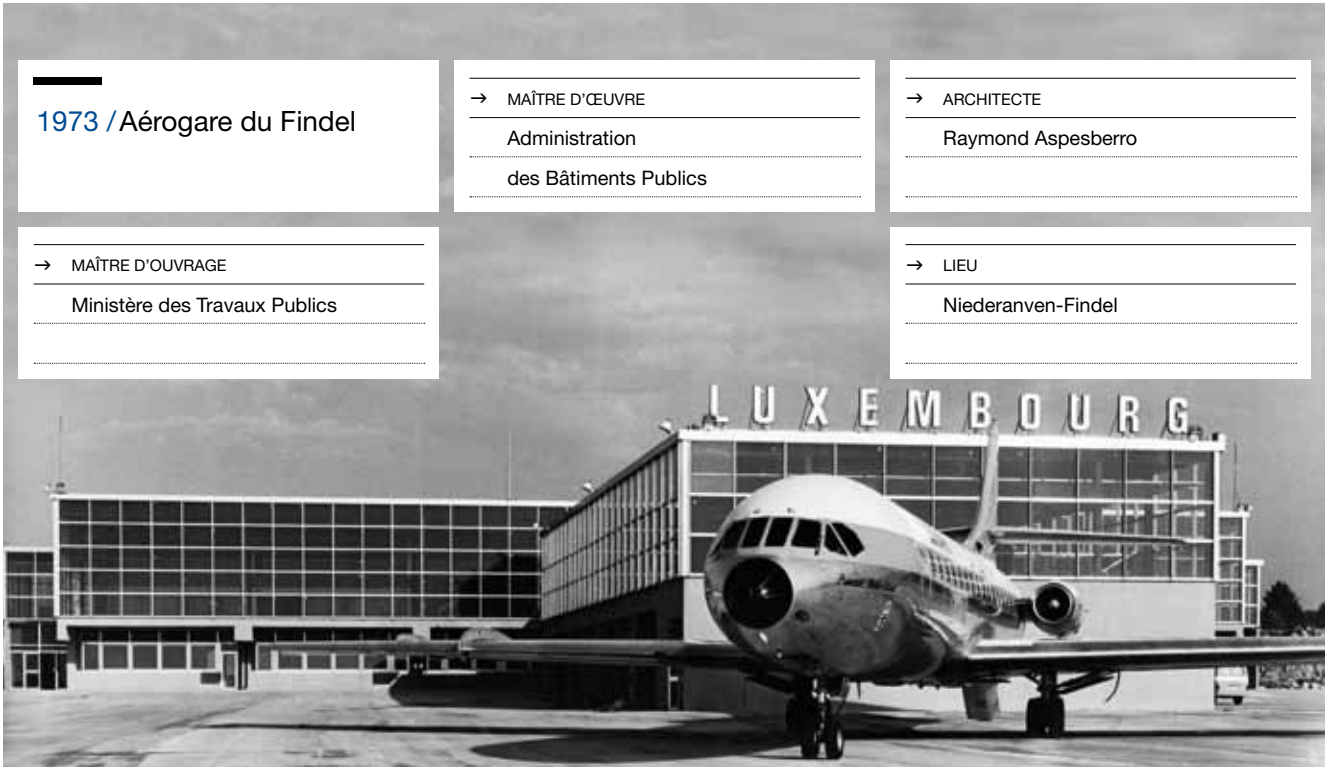 1973 / Aérogare du Findel
→ MAÎTRE D'ŒUVRE
Administration
des Bâtiments Publics
→ ARCHITECTE
Raymond Aspesberro
→ MAÎTRE D'OUVRAGE
Ministère des Travaux Publics
→ LIEU
Niederanven-Findel
LUXEMBOURG